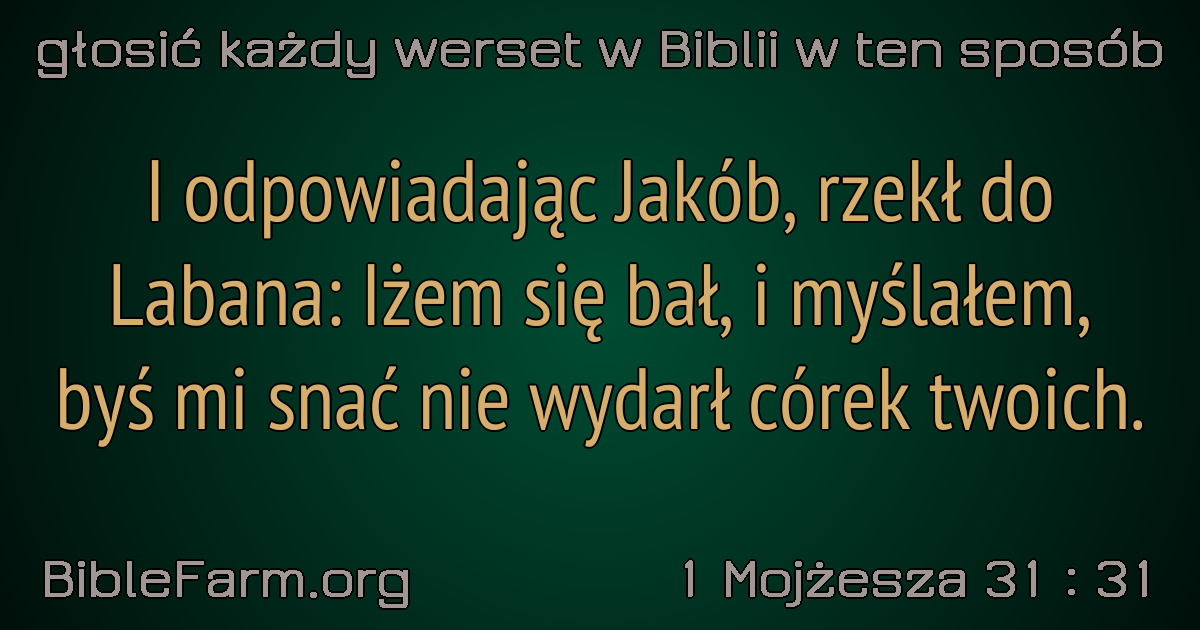 głosić każdy werset w Biblii w ten sposób
I odpowiadając Jakób, rzekł do
Labana: Iżem się bał, i myślałem,
byś mi snać nie wydarł córek twoich.
BibleFarm.org
1 Mojżesza 31 : 31